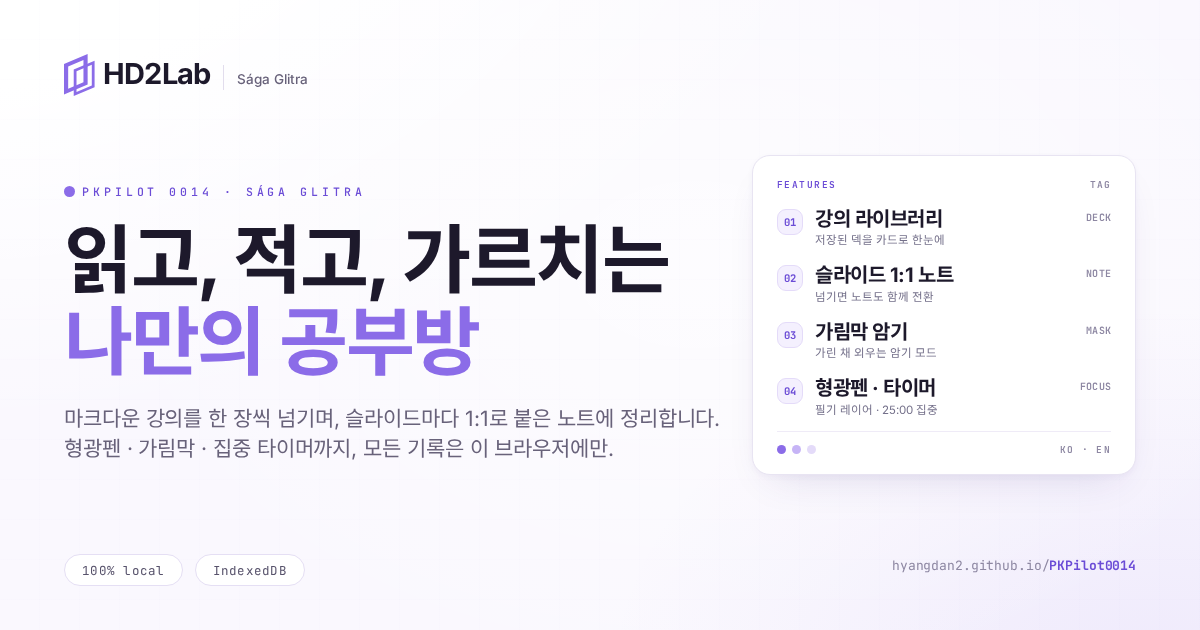 HD2Lab
Sága Glitra
PKPILOT 0014 · SÁGA GLITRA
읽고, 적고, 가르치는
나만의 공부방
마크다운 강의를 한 장씩 넘기며, 슬라이드마다 1:1로 붙은 노트에 정리합니다.
형광펜 · 가림막 · 집중 타이머까지, 모든 기록은 이 브라우저에만.
100% local
IndexedDB
FEATURES
TAG
01
강의 라이브러리
DECK
저장된 덱을 카드로 한눈에
02
슬라이드 1:1 노트
NOTE
넘기면 노트도 함께 전환
03
가림막 암기
MASK
가린 채 외우는 암기 모드
04
형광펜 · 타이머
FOCUS
필기 레이어 · 25:00 집중
KO · EN
hyangdan2.github.io/PKPilot0014